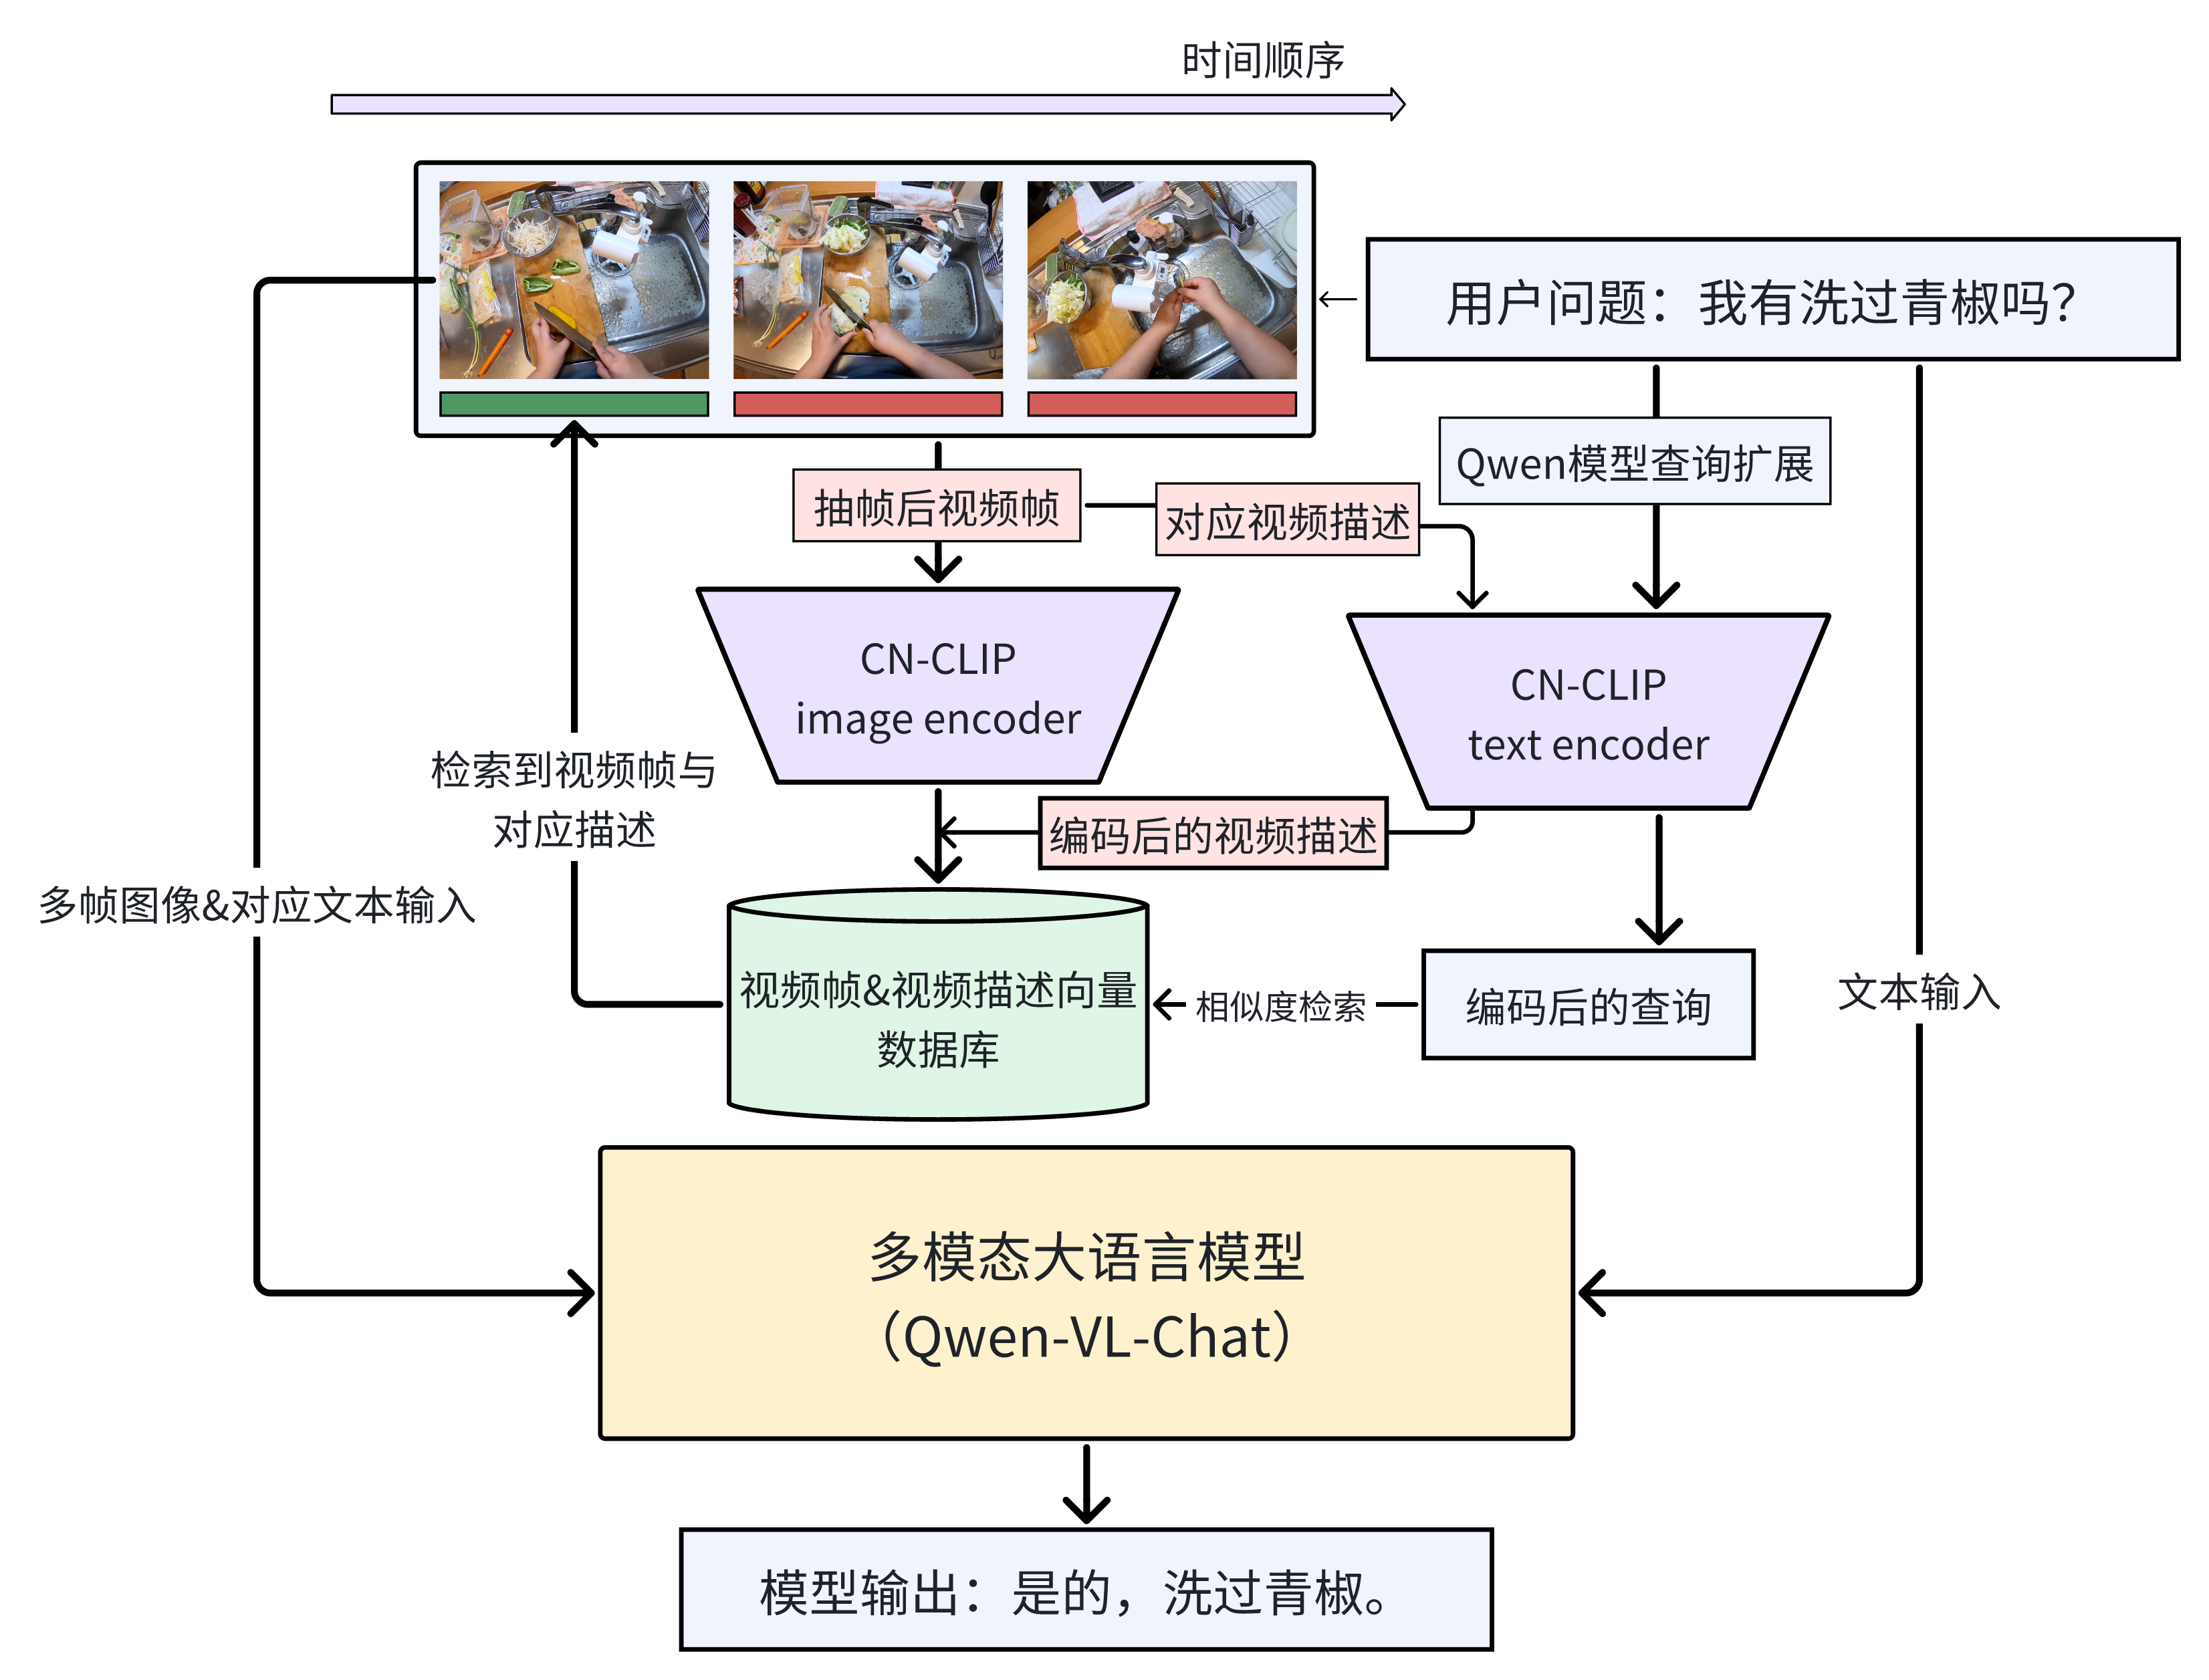 时间顺序
用户问题：我有洗过青椒吗？
Qwen模型查询扩展
抽帧后视频帧
对应视频描述
CN-CLIP
image encoder
CN-CLIP
text encoder
检索到视频帧与
对应描述
编码后的视频描述
多帧图像&对应文本输入
视频帧&视频描述向量
数据库
相似度检索
编码后的查询
文本输入
多模态大语言模型
（Qwen-VL-Chat）
模型输出：是的，洗过青椒。